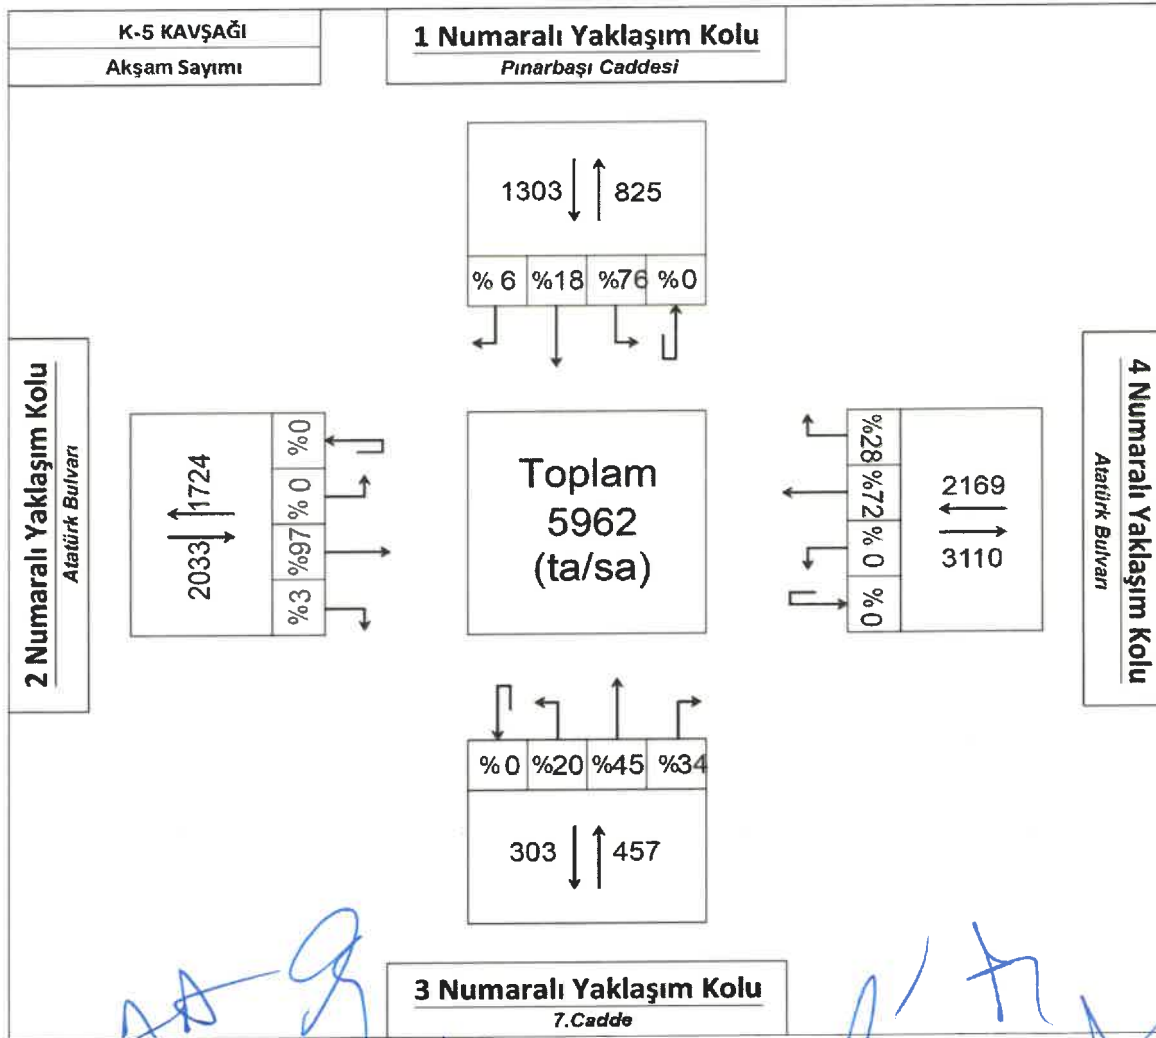 K-5 KAVŞAĞI
Akşam Sayımı
1 Numaralı Yaklaşım Kolu
Pınarbaşı Caddesi
1303 825
% 6 %18 %76 %0
2 Numaralı Yaklaşım Kolu
Atatürk Bulvarı
1724
2033
%0
% 0
%97
%3
Toplam
5962
(ta/sa)
%28
%72
% 0
%0
2169
3110
4 Numaralı Yaklaşım Kolu
Atatürk Bulvarı
% 0 %20 %45 %34
303 457
3 Numaralı Yaklaşım Kolu
7.Cadde